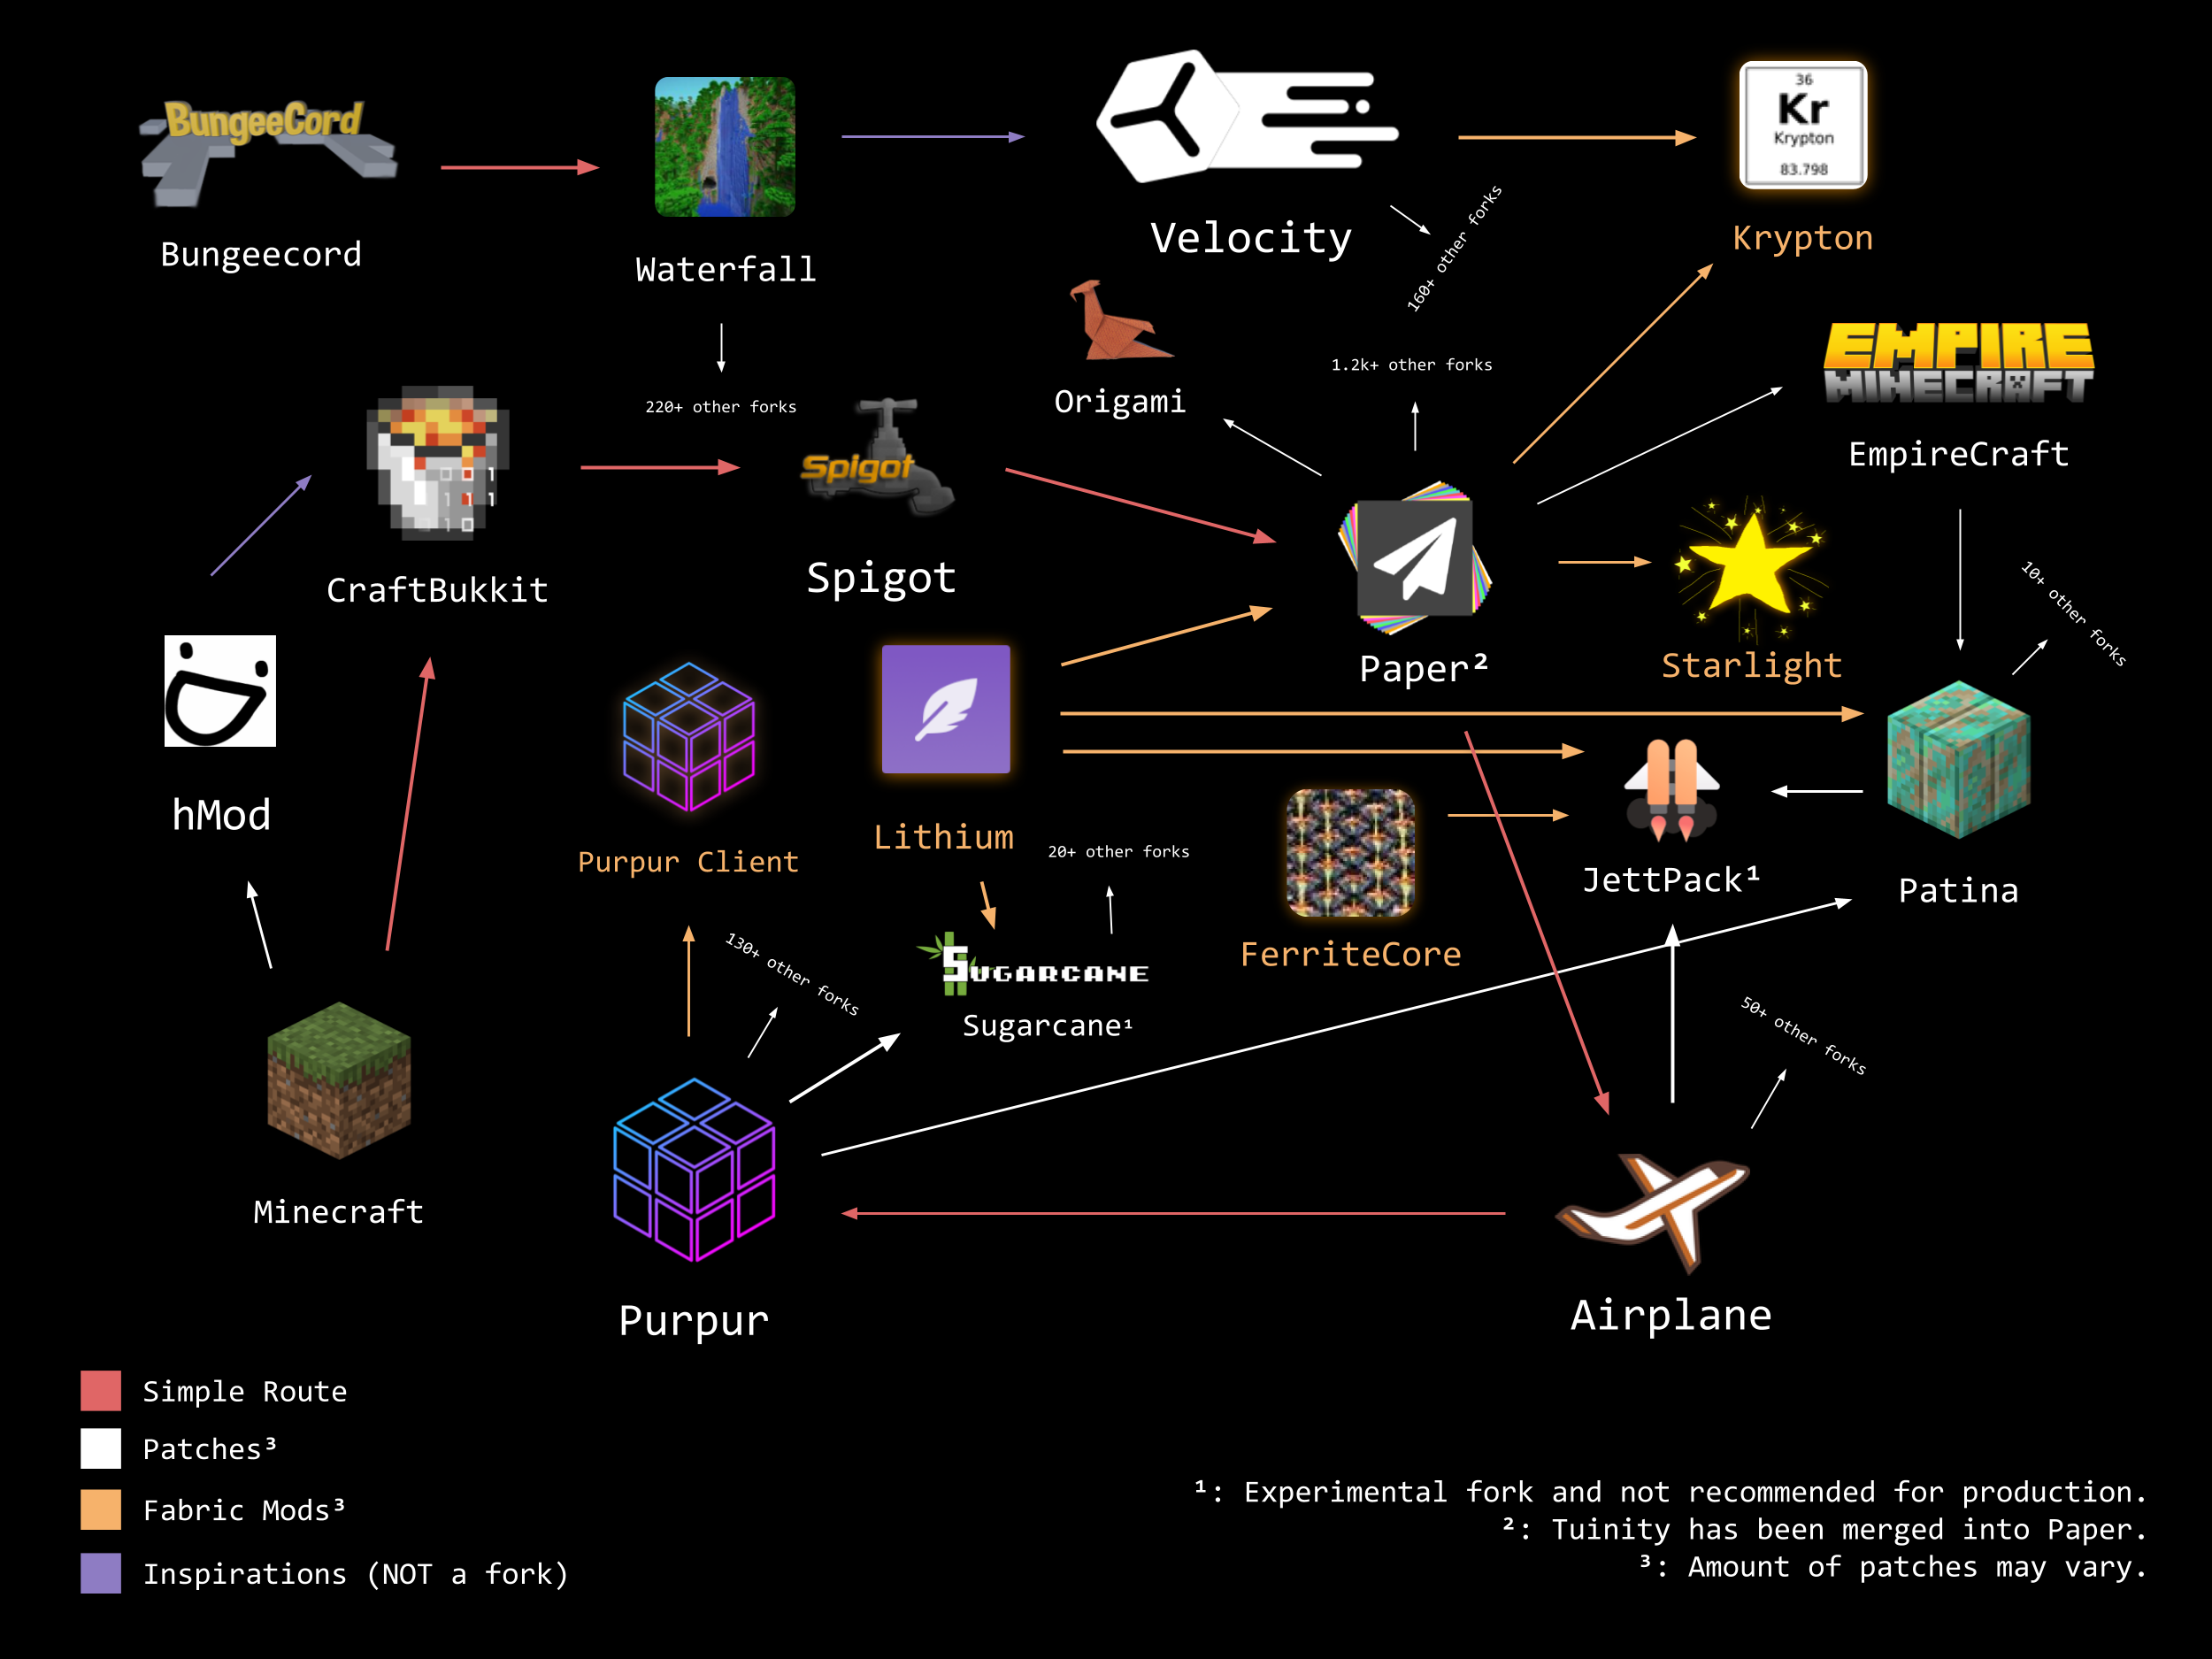 BungeeCord
Bungeecord
Waterfall
Velocity
36
Kr
Krypton
83.798
Krypton
160+ other forks
Origami
1.2k+ other forks
EMPIRE
MINECRAFT
EmpireCraft
220+ other forks
CraftBukkit
Spigot
Spigot
Paper²
Starlight
10+ other forks
hMod
Purpur Client
Lithium
20+ other forks
JettPack¹
Patina
FerriteCore
130+ other forks
SUGARCANE
Sugarcane¹
50+ other forks
Minecraft
Purpur
Airplane
Simple Route
Patches³
Fabric Mods³
Inspirations (NOT a fork)
¹: Experimental fork and not recommended for production.
²: Tuinity has been merged into Paper.
³: Amount of patches may vary.